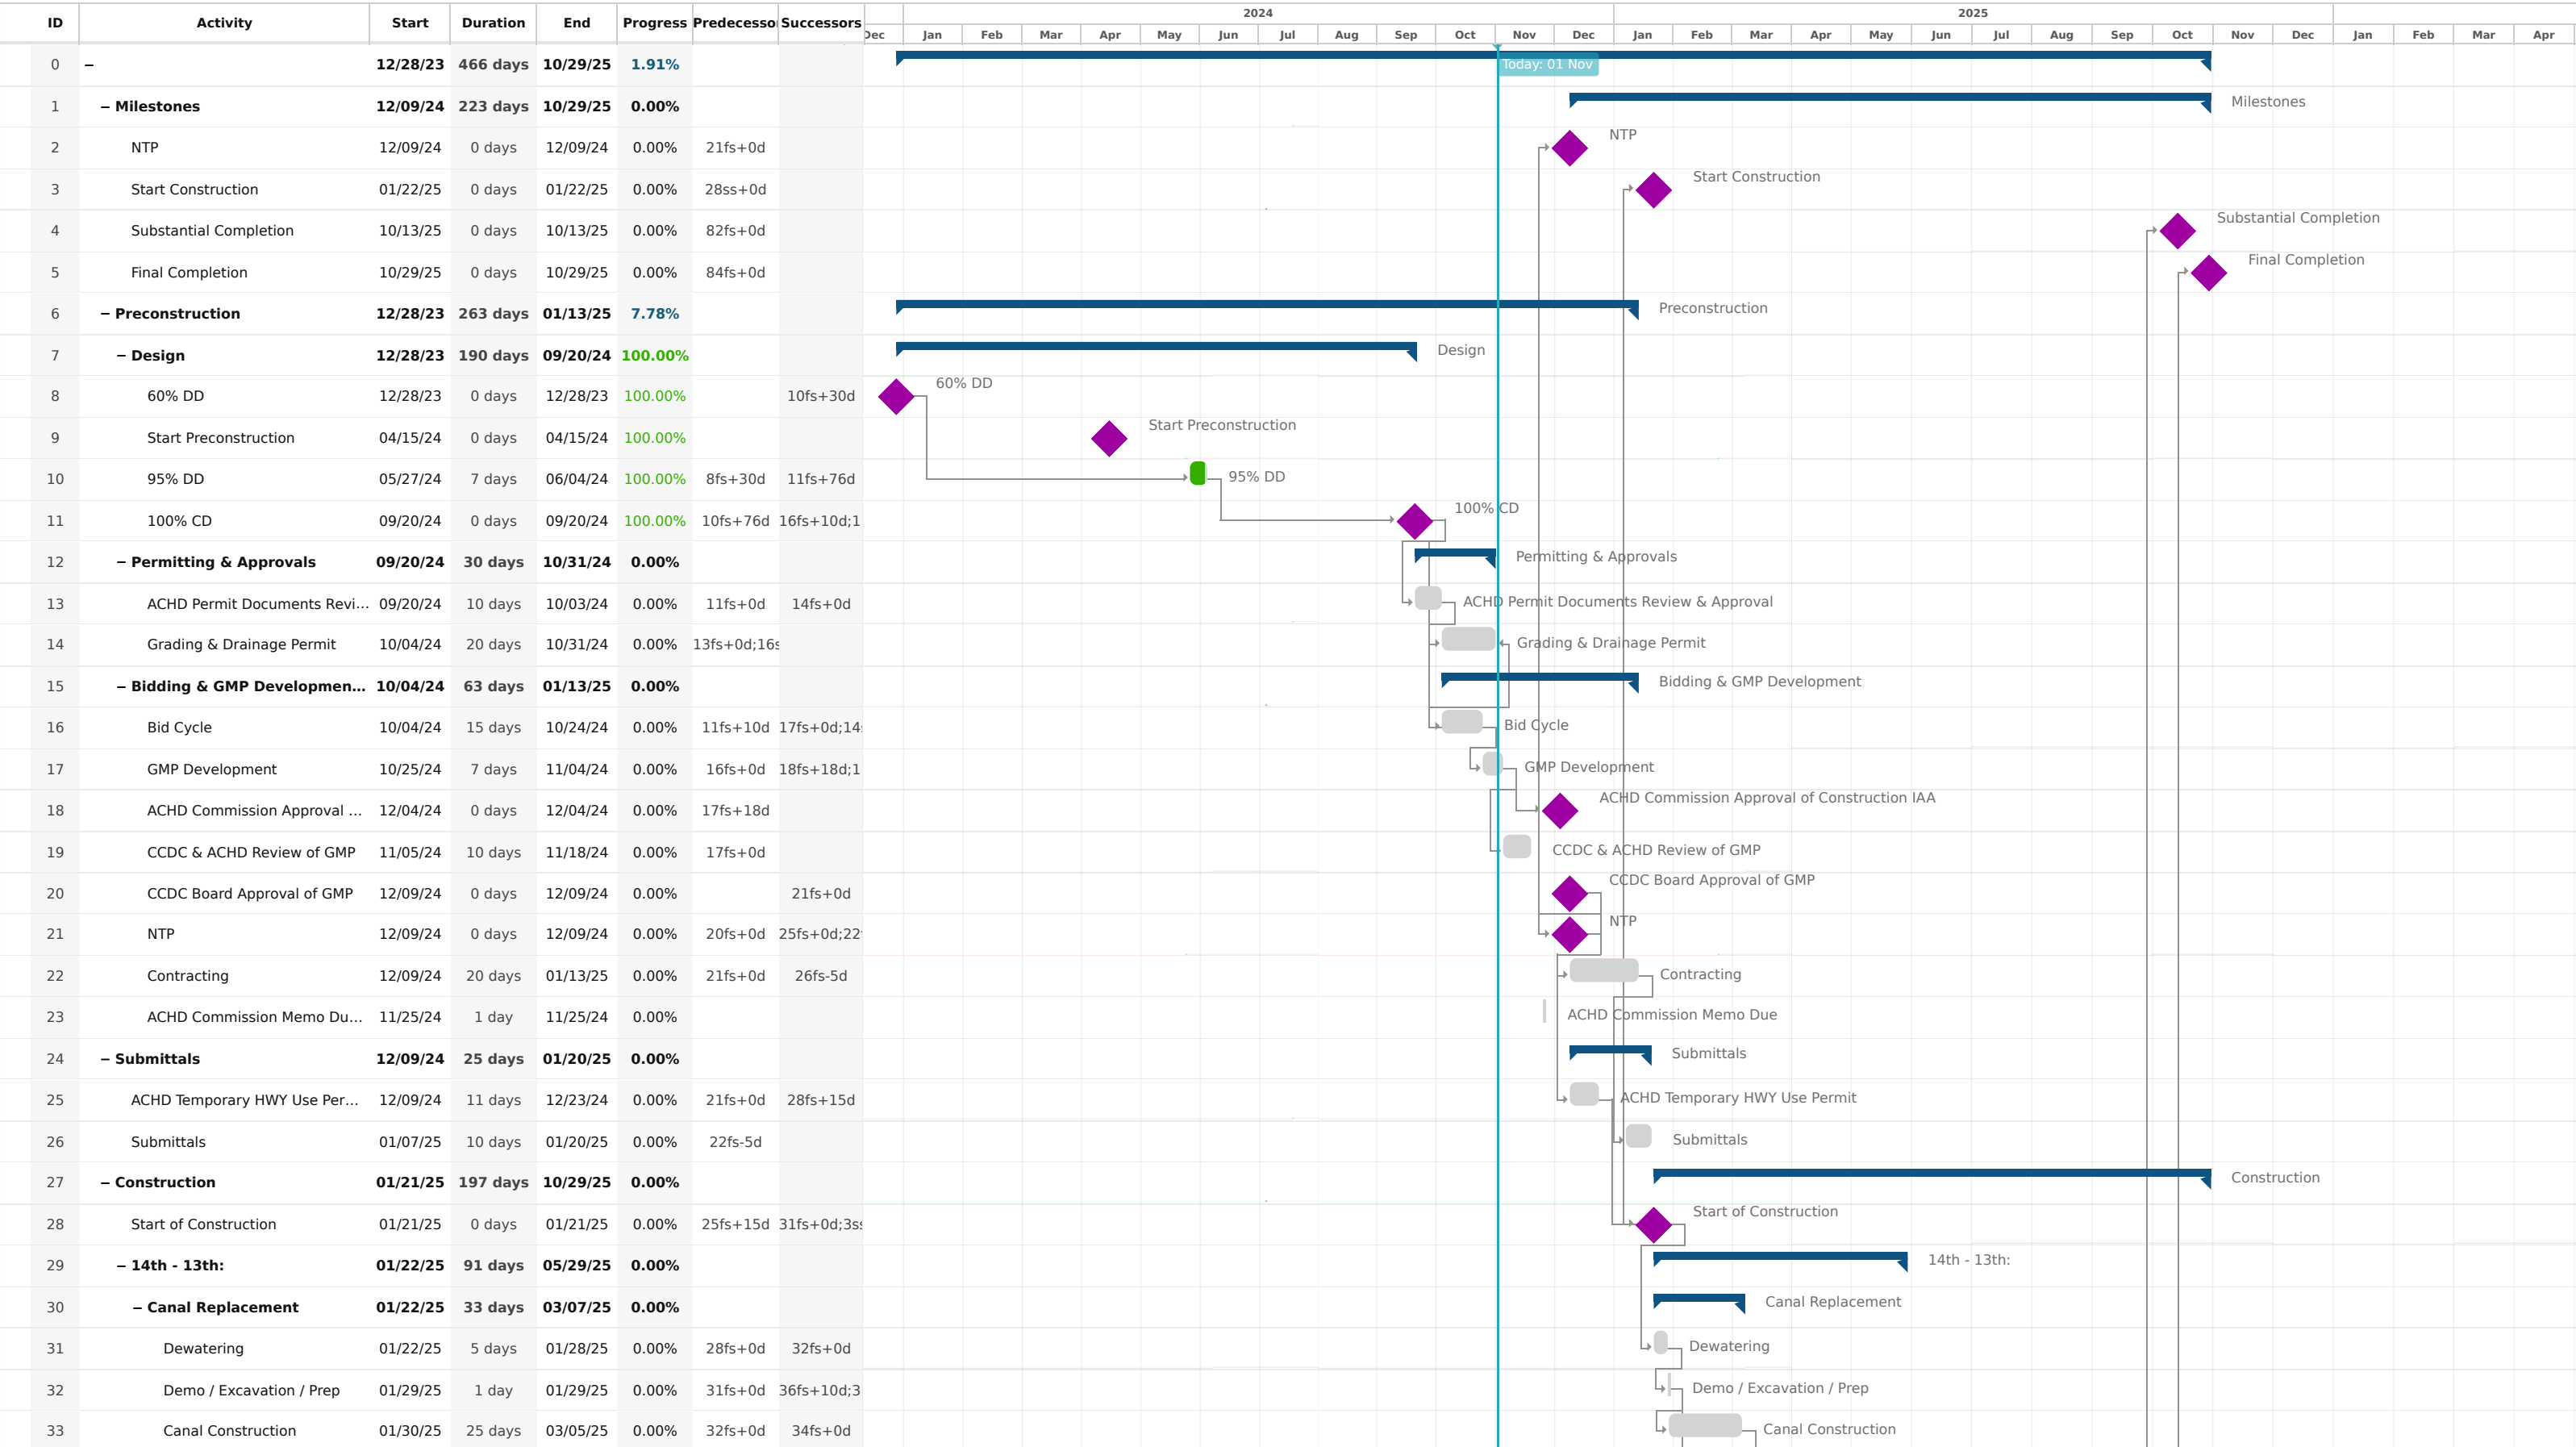 ID Activity Start Duration End Progress Predecesso Successors
2024 2025
Dec Jan Feb Mar Apr May Jun Jul Aug Sep Oct Nov Dec Jan Feb Mar Apr May Jun Jul Aug Sep Oct Nov Dec Jan Feb Mar Apr
0 − 12/28/23 466 days 10/29/25 1.91% Today: 01 Nov
1 − Milestones 12/09/24 223 days 10/29/25 0.00% Milestones
2 NTP 12/09/24 0 days 12/09/24 0.00% 21fs+0d NTP
3 Start Construction 01/22/25 0 days 01/22/25 0.00% 28ss+0d Start Construction
4 Substantial Completion 10/13/25 0 days 10/13/25 0.00% 82fs+0d Substantial Completion
5 Final Completion 10/29/25 0 days 10/29/25 0.00% 84fs+0d Final Completion
6 − Preconstruction 12/28/23 263 days 01/13/25 7.78% Preconstruction
7 − Design 12/28/23 190 days 09/20/24 100.00% Design
8 60% DD 12/28/23 0 days 12/28/23 100.00% 10fs+30d 60% DD
9 Start Preconstruction 04/15/24 0 days 04/15/24 100.00% Start Preconstruction
10 95% DD 05/27/24 7 days 06/04/24 100.00% 8fs+30d 11fs+76d 95% DD
11 100% CD 09/20/24 0 days 09/20/24 100.00% 10fs+76d 16fs+10d;1 100% CD
12 − Permitting & Approvals 09/20/24 30 days 10/31/24 0.00% Permitting & Approvals
13 ACHD Permit Documents Revi... 09/20/24 10 days 10/03/24 0.00% 11fs+0d 14fs+0d ACHD Permit Documents Review & Approval
14 Grading & Drainage Permit 10/04/24 20 days 10/31/24 0.00% 13fs+0d;16s Grading & Drainage Permit
15 − Bidding & GMP Developmen... 10/04/24 63 days 01/13/25 0.00% Bidding & GMP Development
16 Bid Cycle 10/04/24 15 days 10/24/24 0.00% 11fs+10d 17fs+0d;14 Bid Cycle
17 GMP Development 10/25/24 7 days 11/04/24 0.00% 16fs+0d 18fs+18d;1 GMP Development
18 ACHD Commission Approval ... 12/04/24 0 days 12/04/24 0.00% 17fs+18d ACHD Commission Approval of Construction IAA
19 CCDC & ACHD Review of GMP 11/05/24 10 days 11/18/24 0.00% 17fs+0d CCDC & ACHD Review of GMP
20 CCDC Board Approval of GMP 12/09/24 0 days 12/09/24 0.00% 21fs+0d CCDC Board Approval of GMP
21 NTP 12/09/24 0 days 12/09/24 0.00% 20fs+0d 25fs+0d;22 NTP
22 Contracting 12/09/24 20 days 01/13/25 0.00% 21fs+0d 26fs-5d Contracting
23 ACHD Commission Memo Du... 11/25/24 1 day 11/25/24 0.00% ACHD Commission Memo Due
24 − Submittals 12/09/24 25 days 01/20/25 0.00% Submittals
25 ACHD Temporary HWY Use Per... 12/09/24 11 days 12/23/24 0.00% 21fs+0d 28fs+15d ACHD Temporary HWY Use Permit
26 Submittals 01/07/25 10 days 01/20/25 0.00% 22fs-5d Submittals
27 − Construction 01/21/25 197 days 10/29/25 0.00% Construction
28 Start of Construction 01/21/25 0 days 01/21/25 0.00% 25fs+15d 31fs+0d;3ss Start of Construction
29 − 14th - 13th: 01/22/25 91 days 05/29/25 0.00% 14th - 13th:
30 − Canal Replacement 01/22/25 33 days 03/07/25 0.00% Canal Replacement
31 Dewatering 01/22/25 5 days 01/28/25 0.00% 28fs+0d 32fs+0d Dewatering
32 Demo / Excavation / Prep 01/29/25 1 day 01/29/25 0.00% 31fs+0d 36fs+10d;3 Demo / Excavation / Prep
33 Canal Construction 01/30/25 25 days 03/05/25 0.00% 32fs+0d 34fs+0d Canal Construction